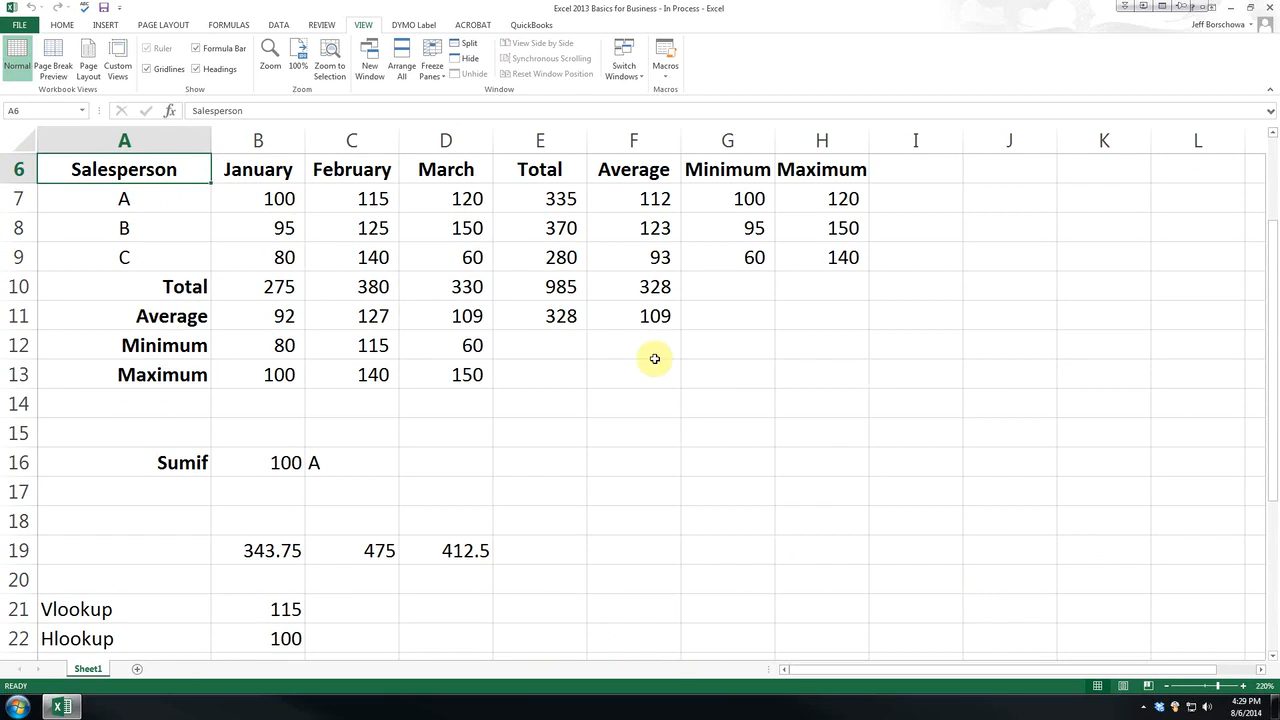 Excel 2013 Basics for Business - In Process - Excel
FILE HOME INSERT PAGE LAYOUT FORMULAS DATA REVIEW VIEW DYMO Label ACROBAT QuickBooks Jeff Borschowa
Normal Page Break Preview Page Layout Custom Views
Workbook Views
Ruler Formula Bar
Gridlines Headings
Show
Zoom 100% Zoom to Selection
Zoom
New Window Arrange All Freeze Panes
Split View Side by Side
Hide Synchronous Scrolling
Unhide Reset Window Position
Switch Windows
Window
Macros
Macros
A6 fx Salesperson
A B C D E F G H I J K L
6 Salesperson January February March Total Average Minimum Maximum
7 A 100 115 120 335 112 100 120
8 B 95 125 150 370 123 95 150
9 C 80 140 60 280 93 60 140
10 Total 275 380 330 985 328
11 Average 92 127 109 328 109
12 Minimum 80 115 60
13 Maximum 100 140 150
14
15
16 Sumif 100 A
17
18
19 343.75 475 412.5
20
21 Vlookup 115
22 Hlookup 100
Sheet1
READY 220%
4:29 PM
8/6/2014